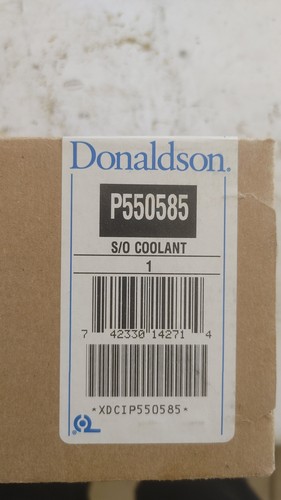 Donaldson.
P550585
S/O COOLANT
1
7 42330 14271 4
*XDCIP550585*